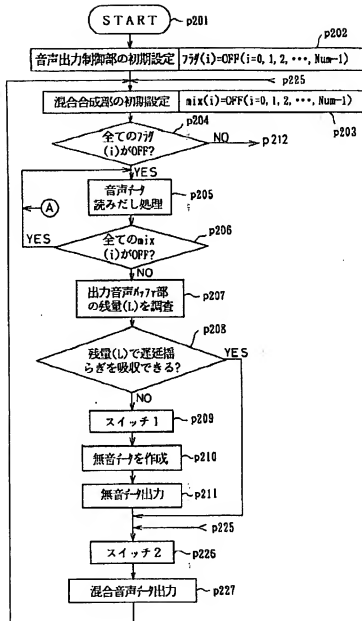 START
p201
p202
音声出力制御部の初期設定
フラグ(i)=OFF(i=0, 1, 2, ･･･, Num-1)
p225
混合合成部の初期設定
mix(i)=OFF(i=0, 1, 2, ･･･, Num-1)
p203
p204
全てのフラグ
(i)がOFF?
NO
p212
YES
音声データ
読みだし処理
p205
A
p206
全てのmix
(i)がOFF?
YES
NO
p207
出力音声バッファ部
の残量(L)を調査
p208
残量(L)で遅延揺
らぎを吸収できる?
YES
NO
スイッチ1
p209
無音データを作成
p210
無音データ出力
p211
p225
スイッチ2
p226
混合音声データ出力
p227